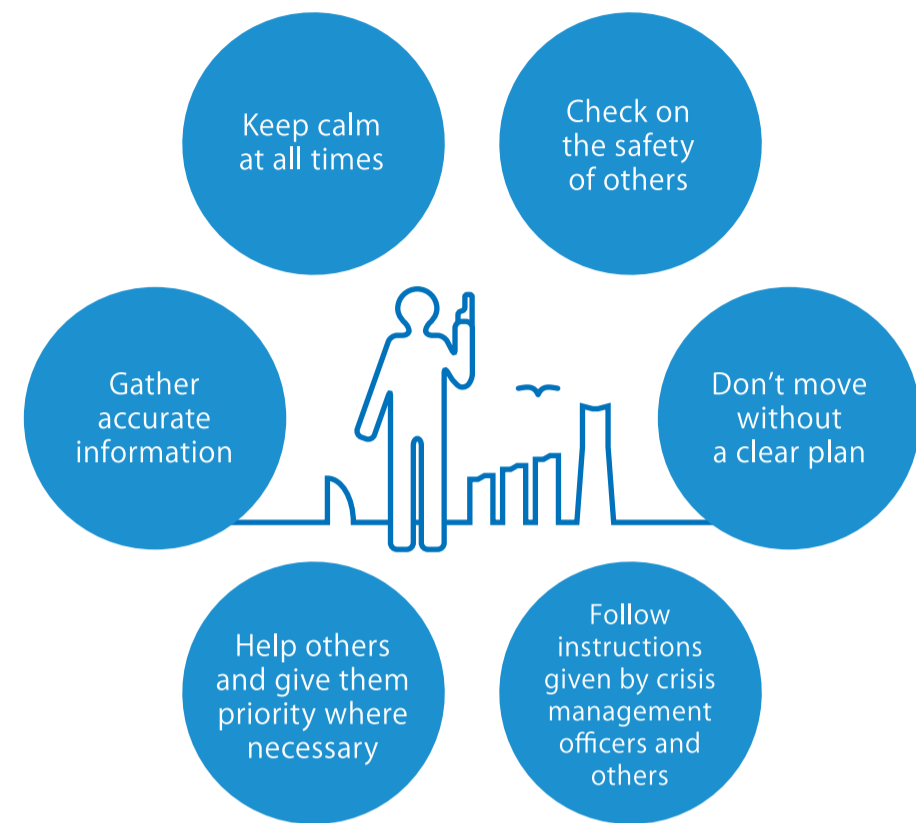 Keep calm
at all times
Check on
the safety
of others
Gather
accurate
information
Don’t move
without
a clear plan
Help others
and give them
priority where
necessary
Follow
instructions
given by crisis
management
officers and
others